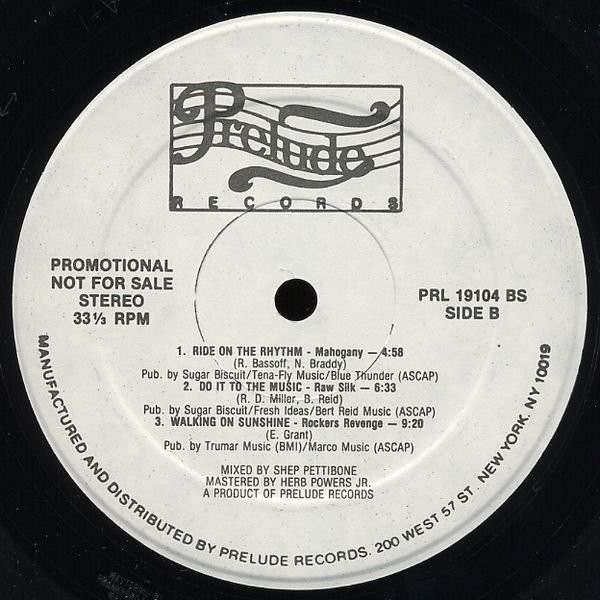 Prelude
RECORDS
PROMOTIONAL
NOT FOR SALE
STEREO
33⅓ RPM
PRL 19104 BS
SIDE B
1. RIDE ON THE RHYTHM - Mahogany — 4:58
(R. Bassoff, N. Braddy)
Pub. by Sugar Biscuit/Tena-Fly Music/Blue Thunder (ASCAP)
2. DO IT TO THE MUSIC - Raw Silk — 6:33
(R. D. Miller, B. Reid)
Pub. by Sugar Biscuit/Fresh Ideas/Bert Reid Music (ASCAP)
3. WALKING ON SUNSHINE - Rockers Revenge — 9:20
(E. Grant)
Pub. by Trumar Music (BMI)/Marco Music (ASCAP)
MIXED BY SHEP PETTIBONE
MASTERED BY HERB POWERS JR.
A PRODUCT OF PRELUDE RECORDS
MANUFACTURED AND DISTRIBUTED BY PRELUDE RECORDS. 200 WEST 57 ST. NEW YORK. NY 10019